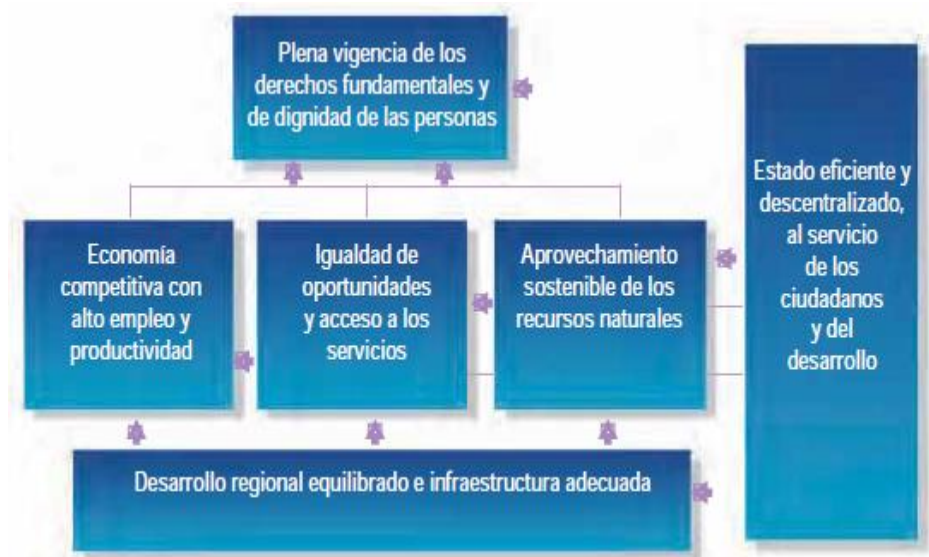 Plena vigencia de los
derechos fundamentales y
de dignidad de las personas
Economía
competitiva con
alto empleo y
productividad
Igualdad de
oportunidades
y acceso a los
servicios
Aprovechamiento
sostenible de los
recursos naturales
Estado eficiente y
descentralizado,
al servicio
de los
ciudadanos
y del
desarrollo
Desarrollo regional equilibrado e infraestructura adecuada